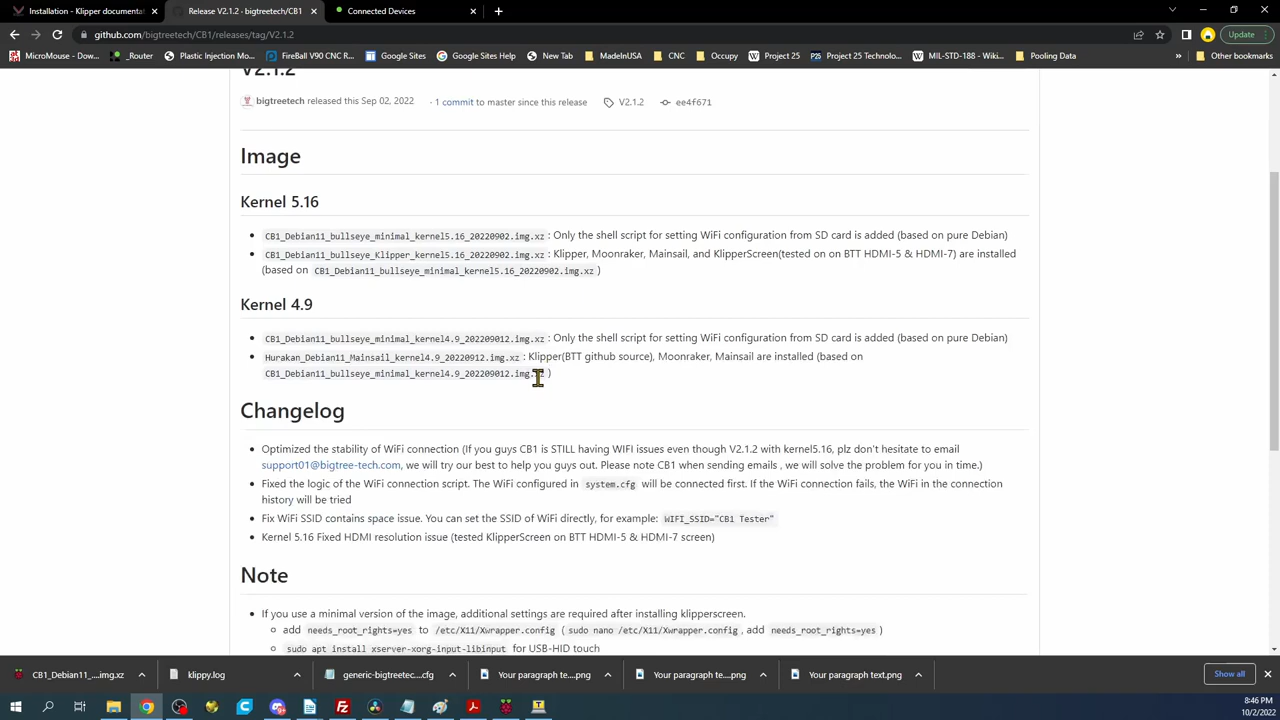 Installation - Klipper documentat
Release V2.1.2 · bigtreetech/CB1
Connected Devices
github.com/bigtreetech/CB1/releases/tag/V2.1.2
Update
MicroMouse - Dow...
_Router
Plastic Injection Mo...
FireBall V90 CNC R...
Google Sites
Google Sites Help
New Tab
MadeInUSA
CNC
Occupy
Project 25
Project 25 Technolo...
MIL-STD-188 - Wiki...
Pooling Data
»
Other bookmarks
V2.1.2
bigtreetech released this Sep 02, 2022 · 1 commit to master since this release V2.1.2 ee4f671
Image
Kernel 5.16
• CB1_Debian11_bullseye_minimal_kernel5.16_20220902.img.xz : Only the shell script for setting WiFi configuration from SD card is added (based on pure Debian)
• CB1_Debian11_bullseye_Klipper_kernel5.16_20220902.img.xz : Klipper, Moonraker, Mainsail, and KlipperScreen(tested on on BTT HDMI-5 & HDMI-7) are installed
(based on CB1_Debian11_bullseye_minimal_kernel5.16_20220902.img.xz )
Kernel 4.9
• CB1_Debian11_bullseye_minimal_kernel4.9_202209012.img.xz : Only the shell script for setting WiFi configuration from SD card is added (based on pure Debian)
• Hurakan_Debian11_Mainsail_kernel4.9_20220912.img.xz : Klipper(BTT github source), Moonraker, Mainsail are installed (based on
CB1_Debian11_bullseye_minimal_kernel4.9_202209012.img.xz )
Changelog
• Optimized the stability of WiFi connection (If you guys CB1 is STILL having WIFI issues even though V2.1.2 with kernel5.16, plz don't hesitate to email
support01@bigtree-tech.com, we will try our best to help you guys out. Please note CB1 when sending emails , we will solve the problem for you in time.)
• Fixed the logic of the WiFi connection script. The WiFi configured in system.cfg will be connected first. If the WiFi connection fails, the WiFi in the connection
history will be tried
• Fix WiFi SSID contains space issue. You can set the SSID of WiFi directly, for example: WIFI_SSID="CB1 Tester"
• Kernel 5.16 Fixed HDMI resolution issue (tested KlipperScreen on BTT HDMI-5 & HDMI-7 screen)
Note
• If you use a minimal version of the image, additional settings are required after installing klipperscreen.
○ add needs_root_rights=yes to /etc/X11/Xwrapper.config ( sudo nano /etc/X11/Xwrapper.config , add needs_root_rights=yes )
○ sudo apt install xserver-xorg-input-libinput for USB-HID touch
CB1_Debian11_....img.xz
klippy.log
generic-bigtreetec....cfg
Your paragraph te....png
Your paragraph te....png
Your paragraph text.png
Show all
8:46 PM
10/2/2022